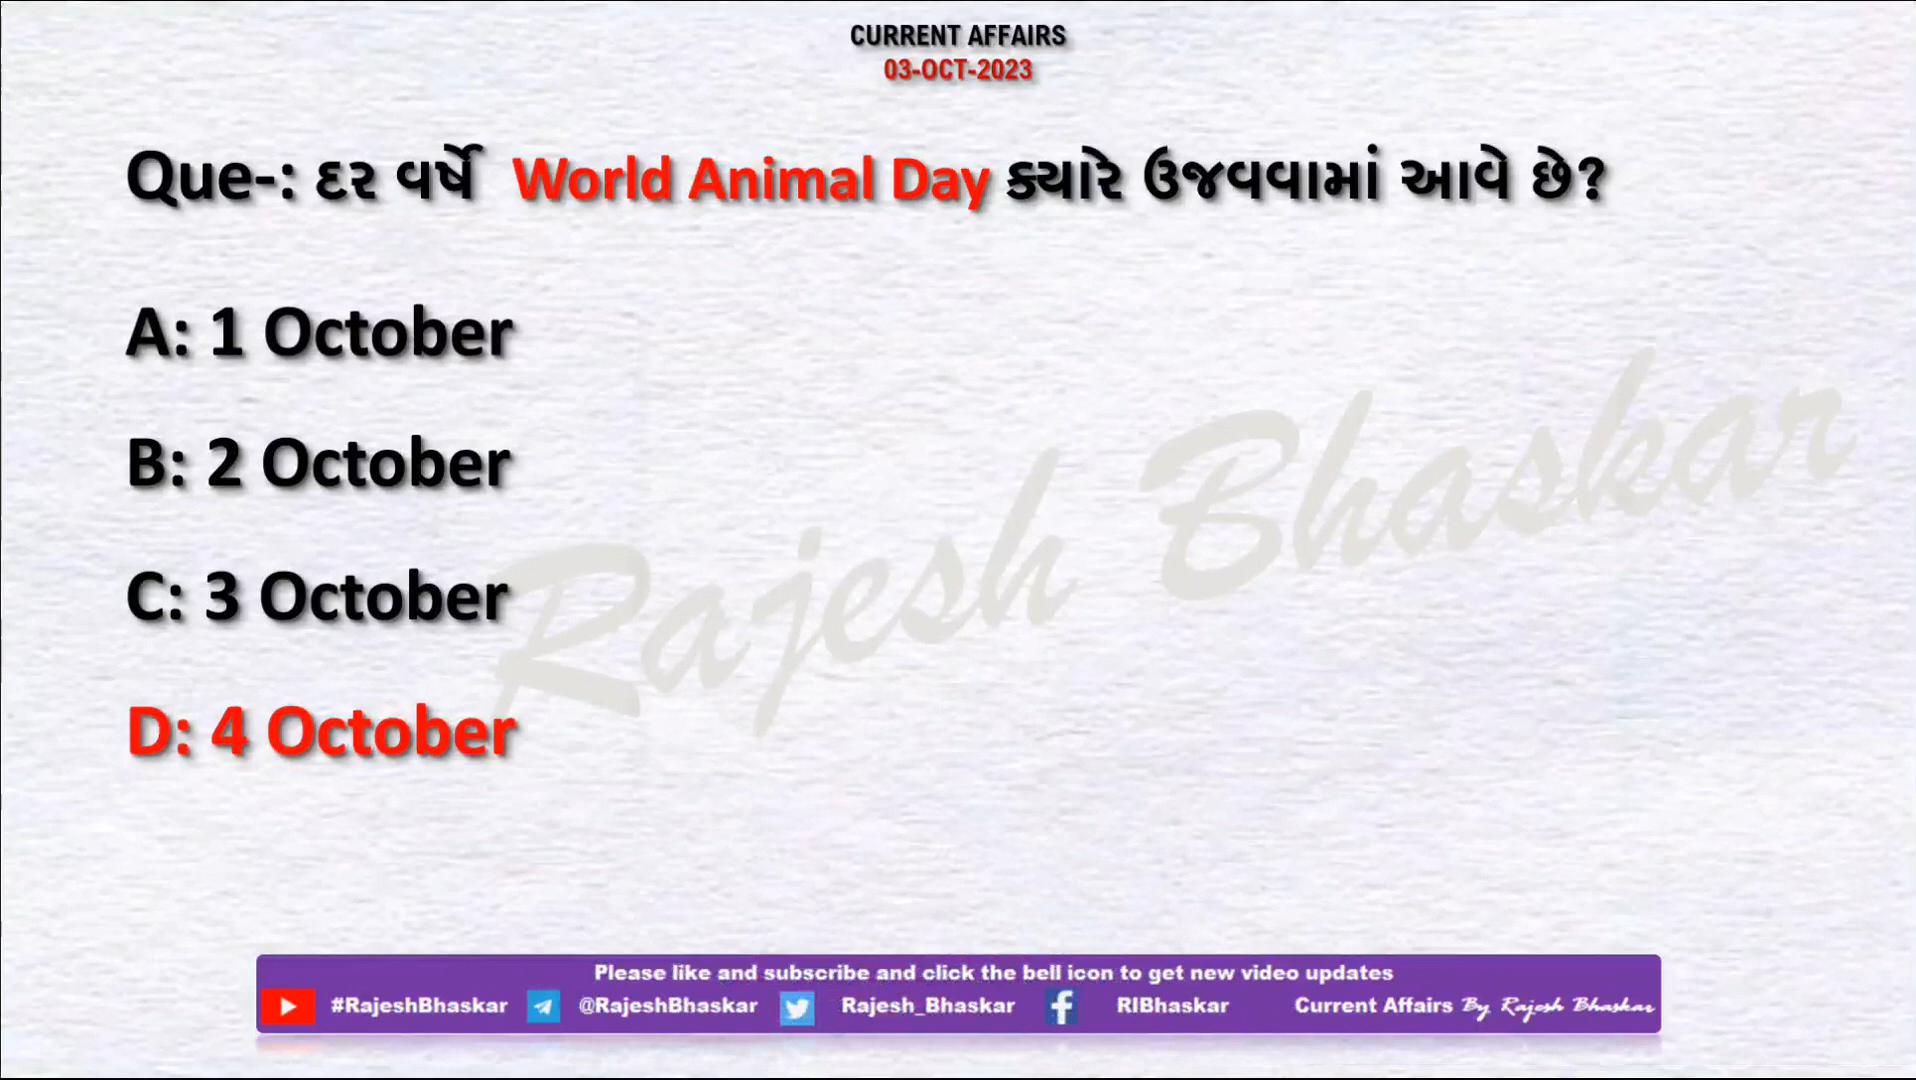 CURRENT AFFAIRS
03-OCT-2023
Que-: દર વર્ષે World Animal Day ક્યારે ઉજવવામાં આવે છે?
A: 1 October
B: 2 October
C: 3 October
D: 4 October
Rajesh Bhaskar
Please like and subscribe and click the bell icon to get new video updates
#RajeshBhaskar @RajeshBhaskar Rajesh_Bhaskar RIBhaskar Current Affairs By Rajesh Bhaskar